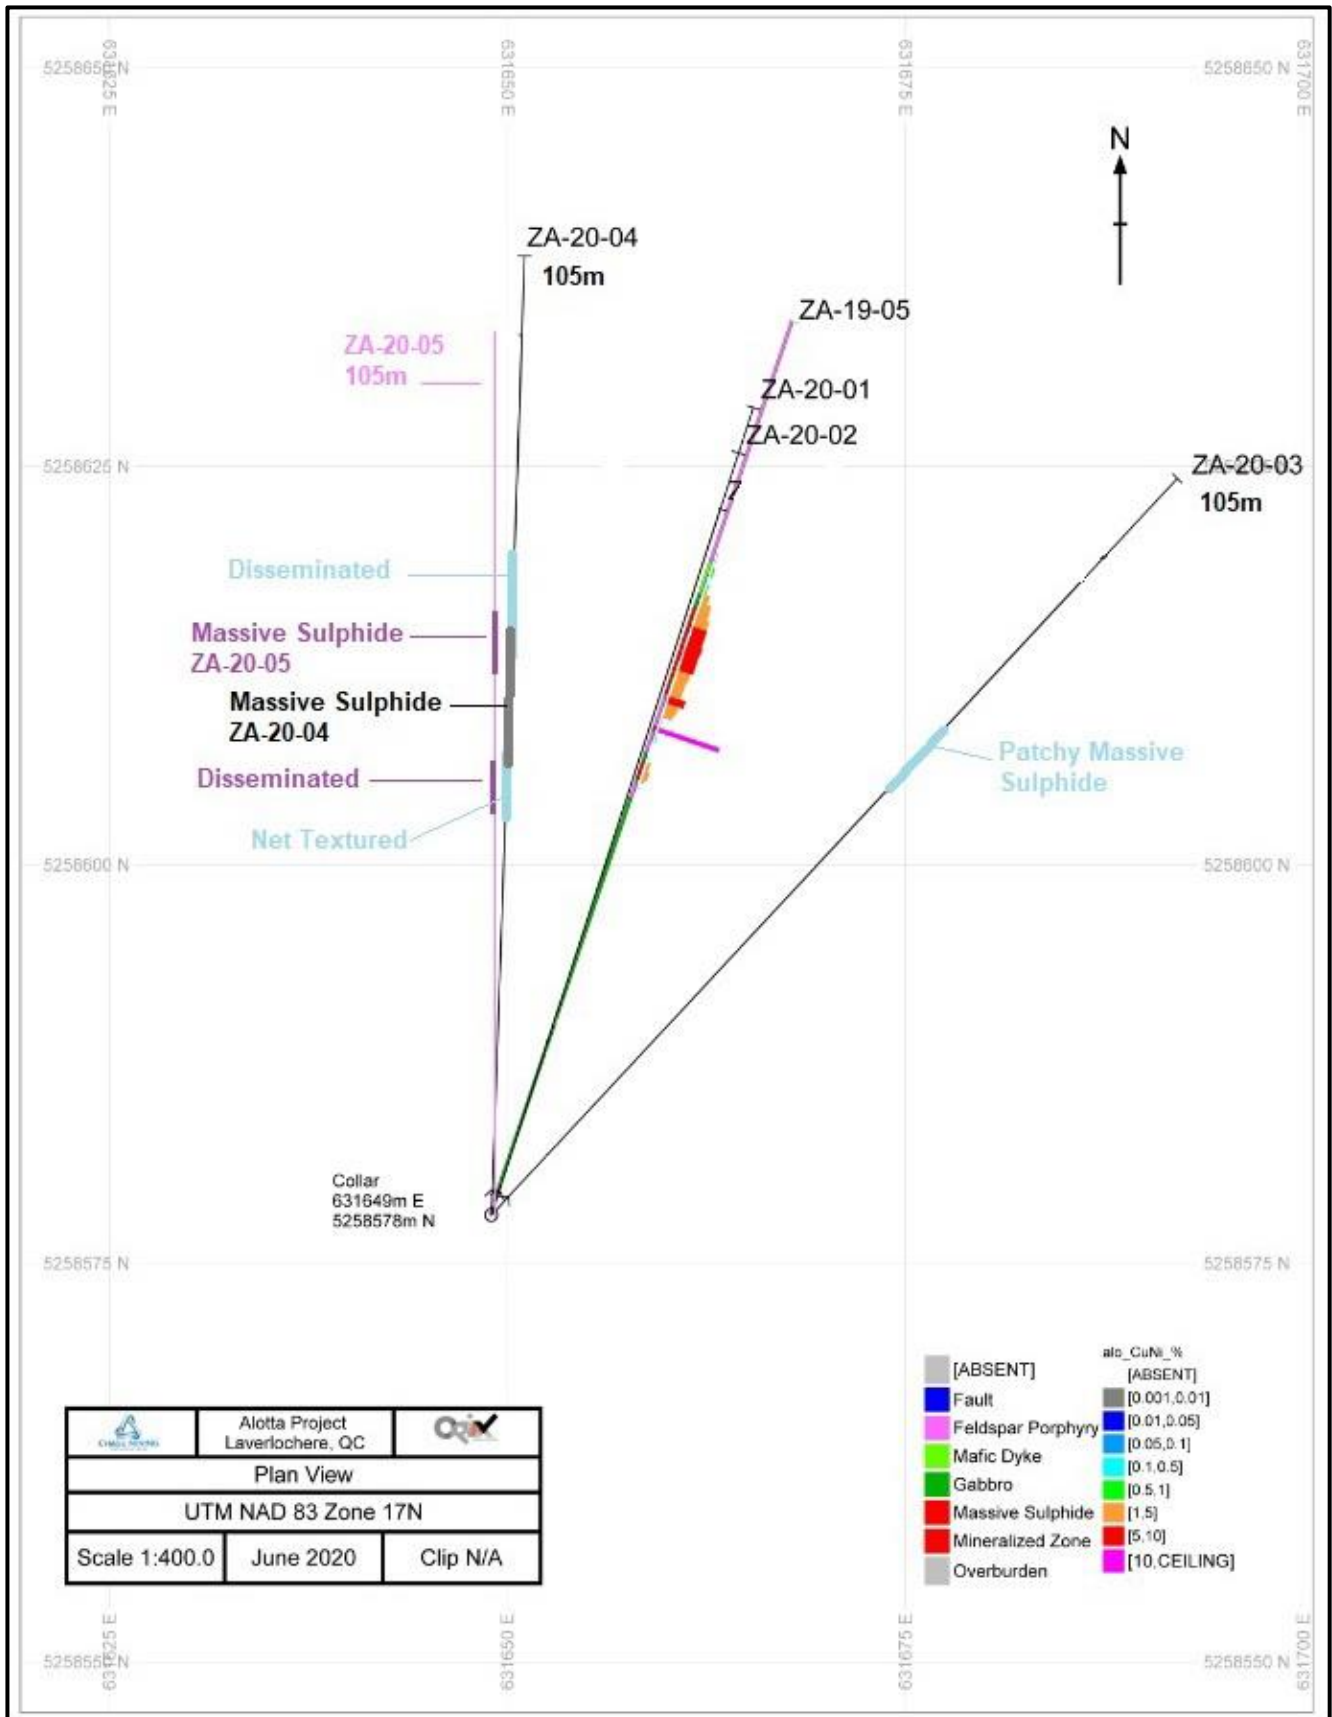 631625 E
631650 E
631675 E
631700 E
5258650 N
5258650 N
N
ZA-20-04
105m
ZA-19-05
ZA-20-05
105m
ZA-20-01
ZA-20-02
5258625 N
ZA-20-03
105m
7
Disseminated
Massive Sulphide
ZA-20-05
Massive Sulphide
ZA-20-04
Disseminated
Net Textured
Patchy Massive
Sulphide
5258600 N
5258600 N
Collar
631649m E
5258578m N
5258575 N
5258575 N
[ABSENT]
Fault
Feldspar Porphyry
Mafic Dyke
Gabbro
Massive Sulphide
Mineralized Zone
Overburden
alo_CuNi_%
[ABSENT]
[0.001,0.01]
[0.01,0.05]
[0.05,0.1]
[0.1,0.5]
[0.5,1]
[1,5]
[5,10]
[10,CEILING]
Alotta Project
Laverlochere, QC
Plan View
UTM NAD 83 Zone 17N
Scale 1:400.0
June 2020
Clip N/A
5258550 N
5258550 N
631625 E
631650 E
631675 E
631700 E